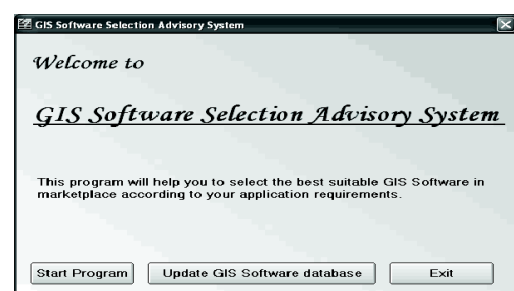 GIS Software Selection Advisory System
Welcome to
GIS Software Selection Advisory System
This program will help you to select the best suitable GIS Software in
marketplace according to your application requirements.
Start Program Update GIS Software database Exit